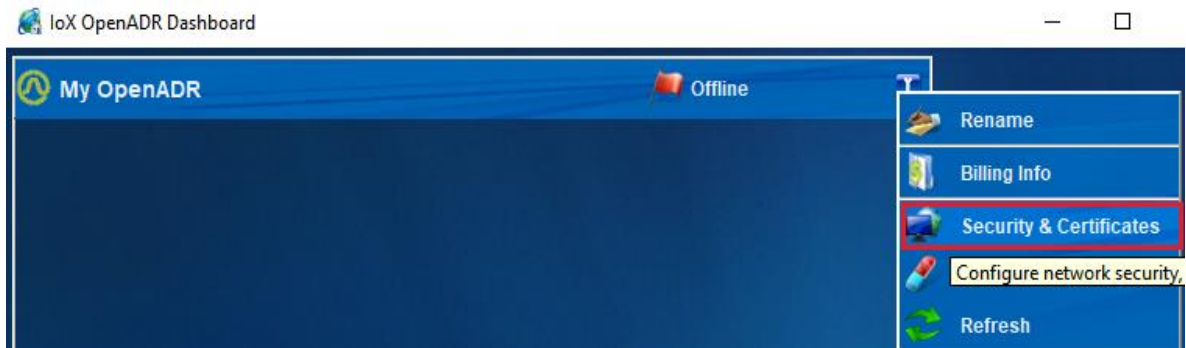 IoX OpenADR Dashboard
My OpenADR
Offline
Rename
Billing Info
Security & Certificates
Configure network security,
Refresh